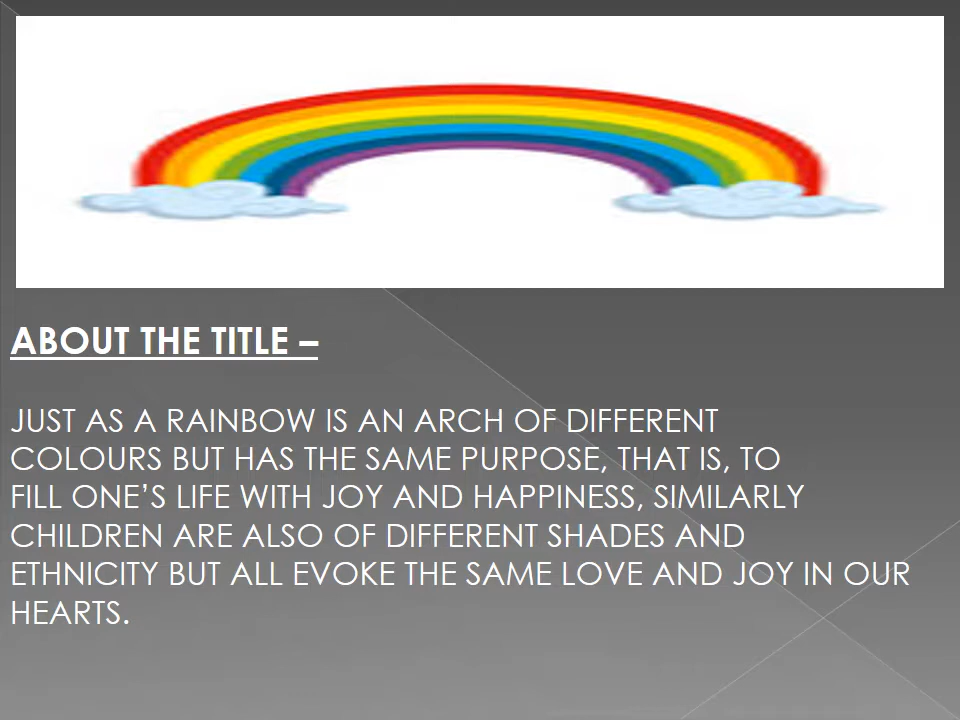 ABOUT THE TITLE –
JUST AS A RAINBOW IS AN ARCH OF DIFFERENT
COLOURS BUT HAS THE SAME PURPOSE, THAT IS, TO
FILL ONE’S LIFE WITH JOY AND HAPPINESS, SIMILARLY
CHILDREN ARE ALSO OF DIFFERENT SHADES AND
ETHNICITY BUT ALL EVOKE THE SAME LOVE AND JOY IN OUR
HEARTS.